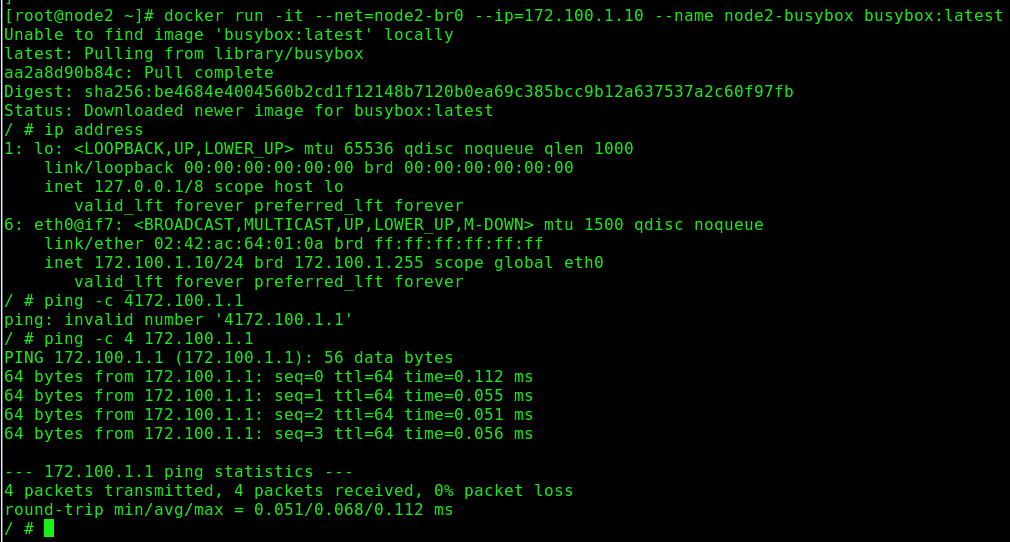 ]
[root@node2 ~]# docker run -it --net=node2-br0 --ip=172.100.1.10 --name node2-busybox busybox:latest
Unable to find image 'busybox:latest' locally
latest: Pulling from library/busybox
aa2a8d90b84c: Pull complete
Digest: sha256:be4684e4004560b2cd1f12148b7120b0ea69c385bcc9b12a637537a2c60f97fb
Status: Downloaded newer image for busybox:latest
/ # ip address
1: lo: <LOOPBACK,UP,LOWER_UP> mtu 65536 qdisc noqueue qlen 1000
    link/loopback 00:00:00:00:00:00 brd 00:00:00:00:00:00
    inet 127.0.0.1/8 scope host lo
       valid_lft forever preferred_lft forever
6: eth0@if7: <BROADCAST,MULTICAST,UP,LOWER_UP,M-DOWN> mtu 1500 qdisc noqueue
    link/ether 02:42:ac:64:01:0a brd ff:ff:ff:ff:ff:ff
    inet 172.100.1.10/24 brd 172.100.1.255 scope global eth0
       valid_lft forever preferred_lft forever
/ # ping -c 4172.100.1.1
ping: invalid number '4172.100.1.1'
/ # ping -c 4 172.100.1.1
PING 172.100.1.1 (172.100.1.1): 56 data bytes
64 bytes from 172.100.1.1: seq=0 ttl=64 time=0.112 ms
64 bytes from 172.100.1.1: seq=1 ttl=64 time=0.055 ms
64 bytes from 172.100.1.1: seq=2 ttl=64 time=0.051 ms
64 bytes from 172.100.1.1: seq=3 ttl=64 time=0.056 ms

--- 172.100.1.1 ping statistics ---
4 packets transmitted, 4 packets received, 0% packet loss
round-trip min/avg/max = 0.051/0.068/0.112 ms
/ #